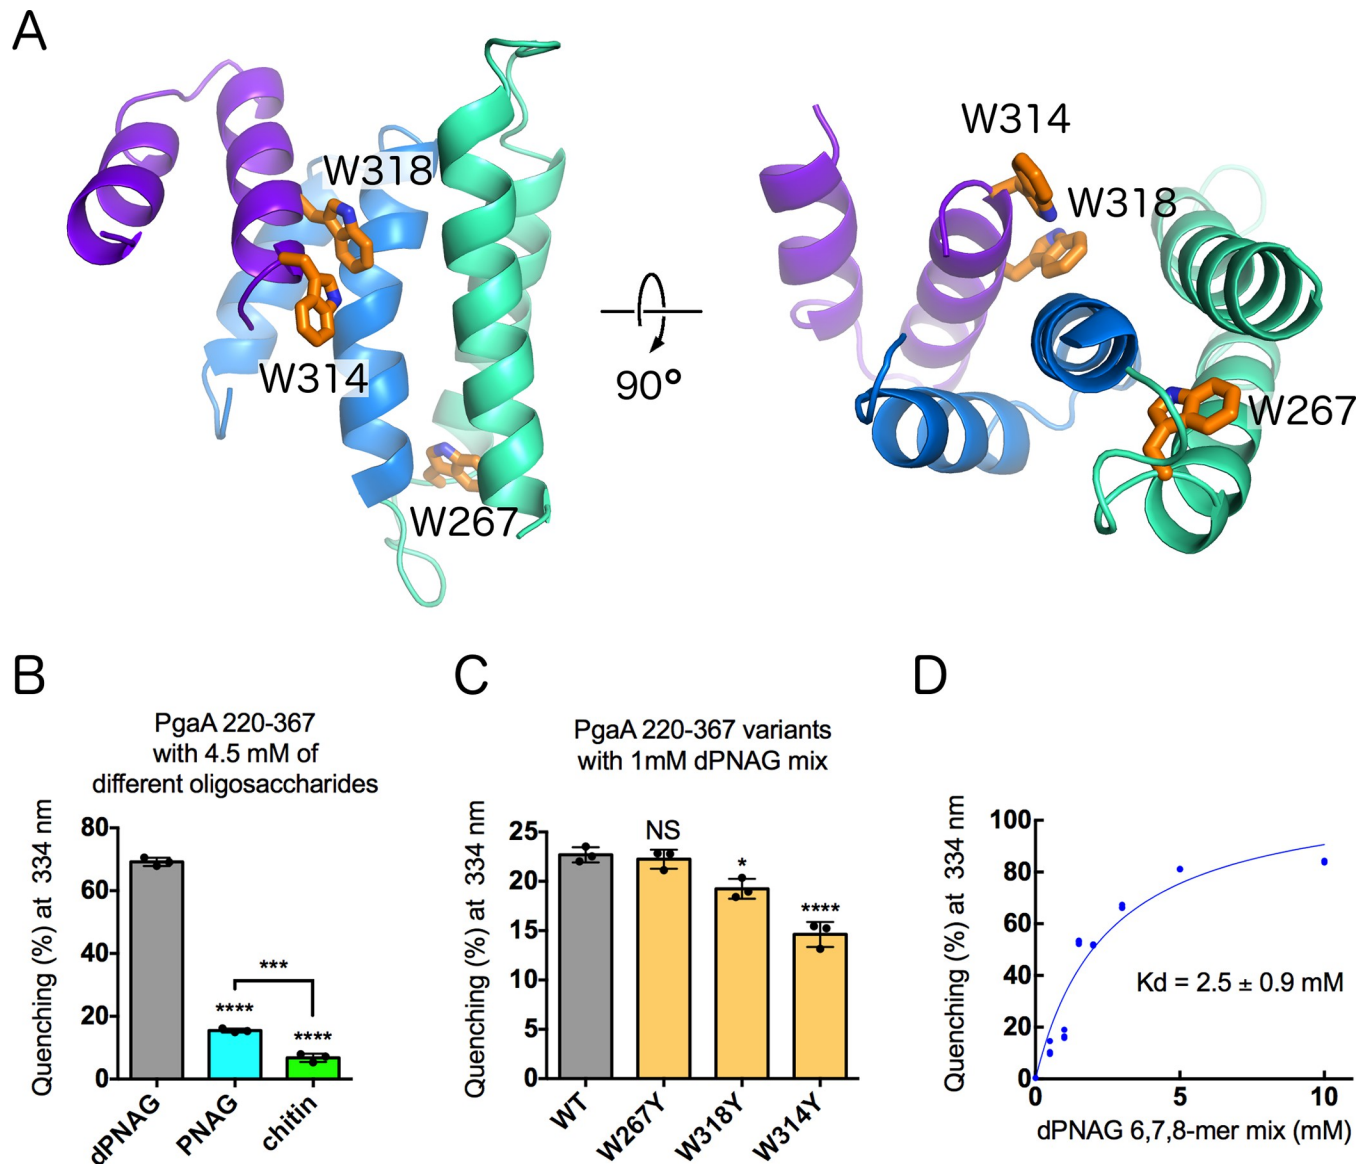 A
W318
W314
W267
90°
W314
W318
W267
B
PgaA 220-367
with 4.5 mM of
different oligosaccharides
Quenching (%) at 334 nm
80
60
40
20
0
***
****
****
dPNAG
PNAG
chitin
C
PgaA 220-367 variants
with 1mM dPNAG mix
Quenching (%) at 334 nm
25
20
15
10
5
0
NS
*
****
WT
W267Y
W318Y
W314Y
D
Quenching (%) at 334 nm
100
80
60
40
20
0
Kd = 2.5 ± 0.9 mM
0
5
10
dPNAG 6,7,8-mer mix (mM)